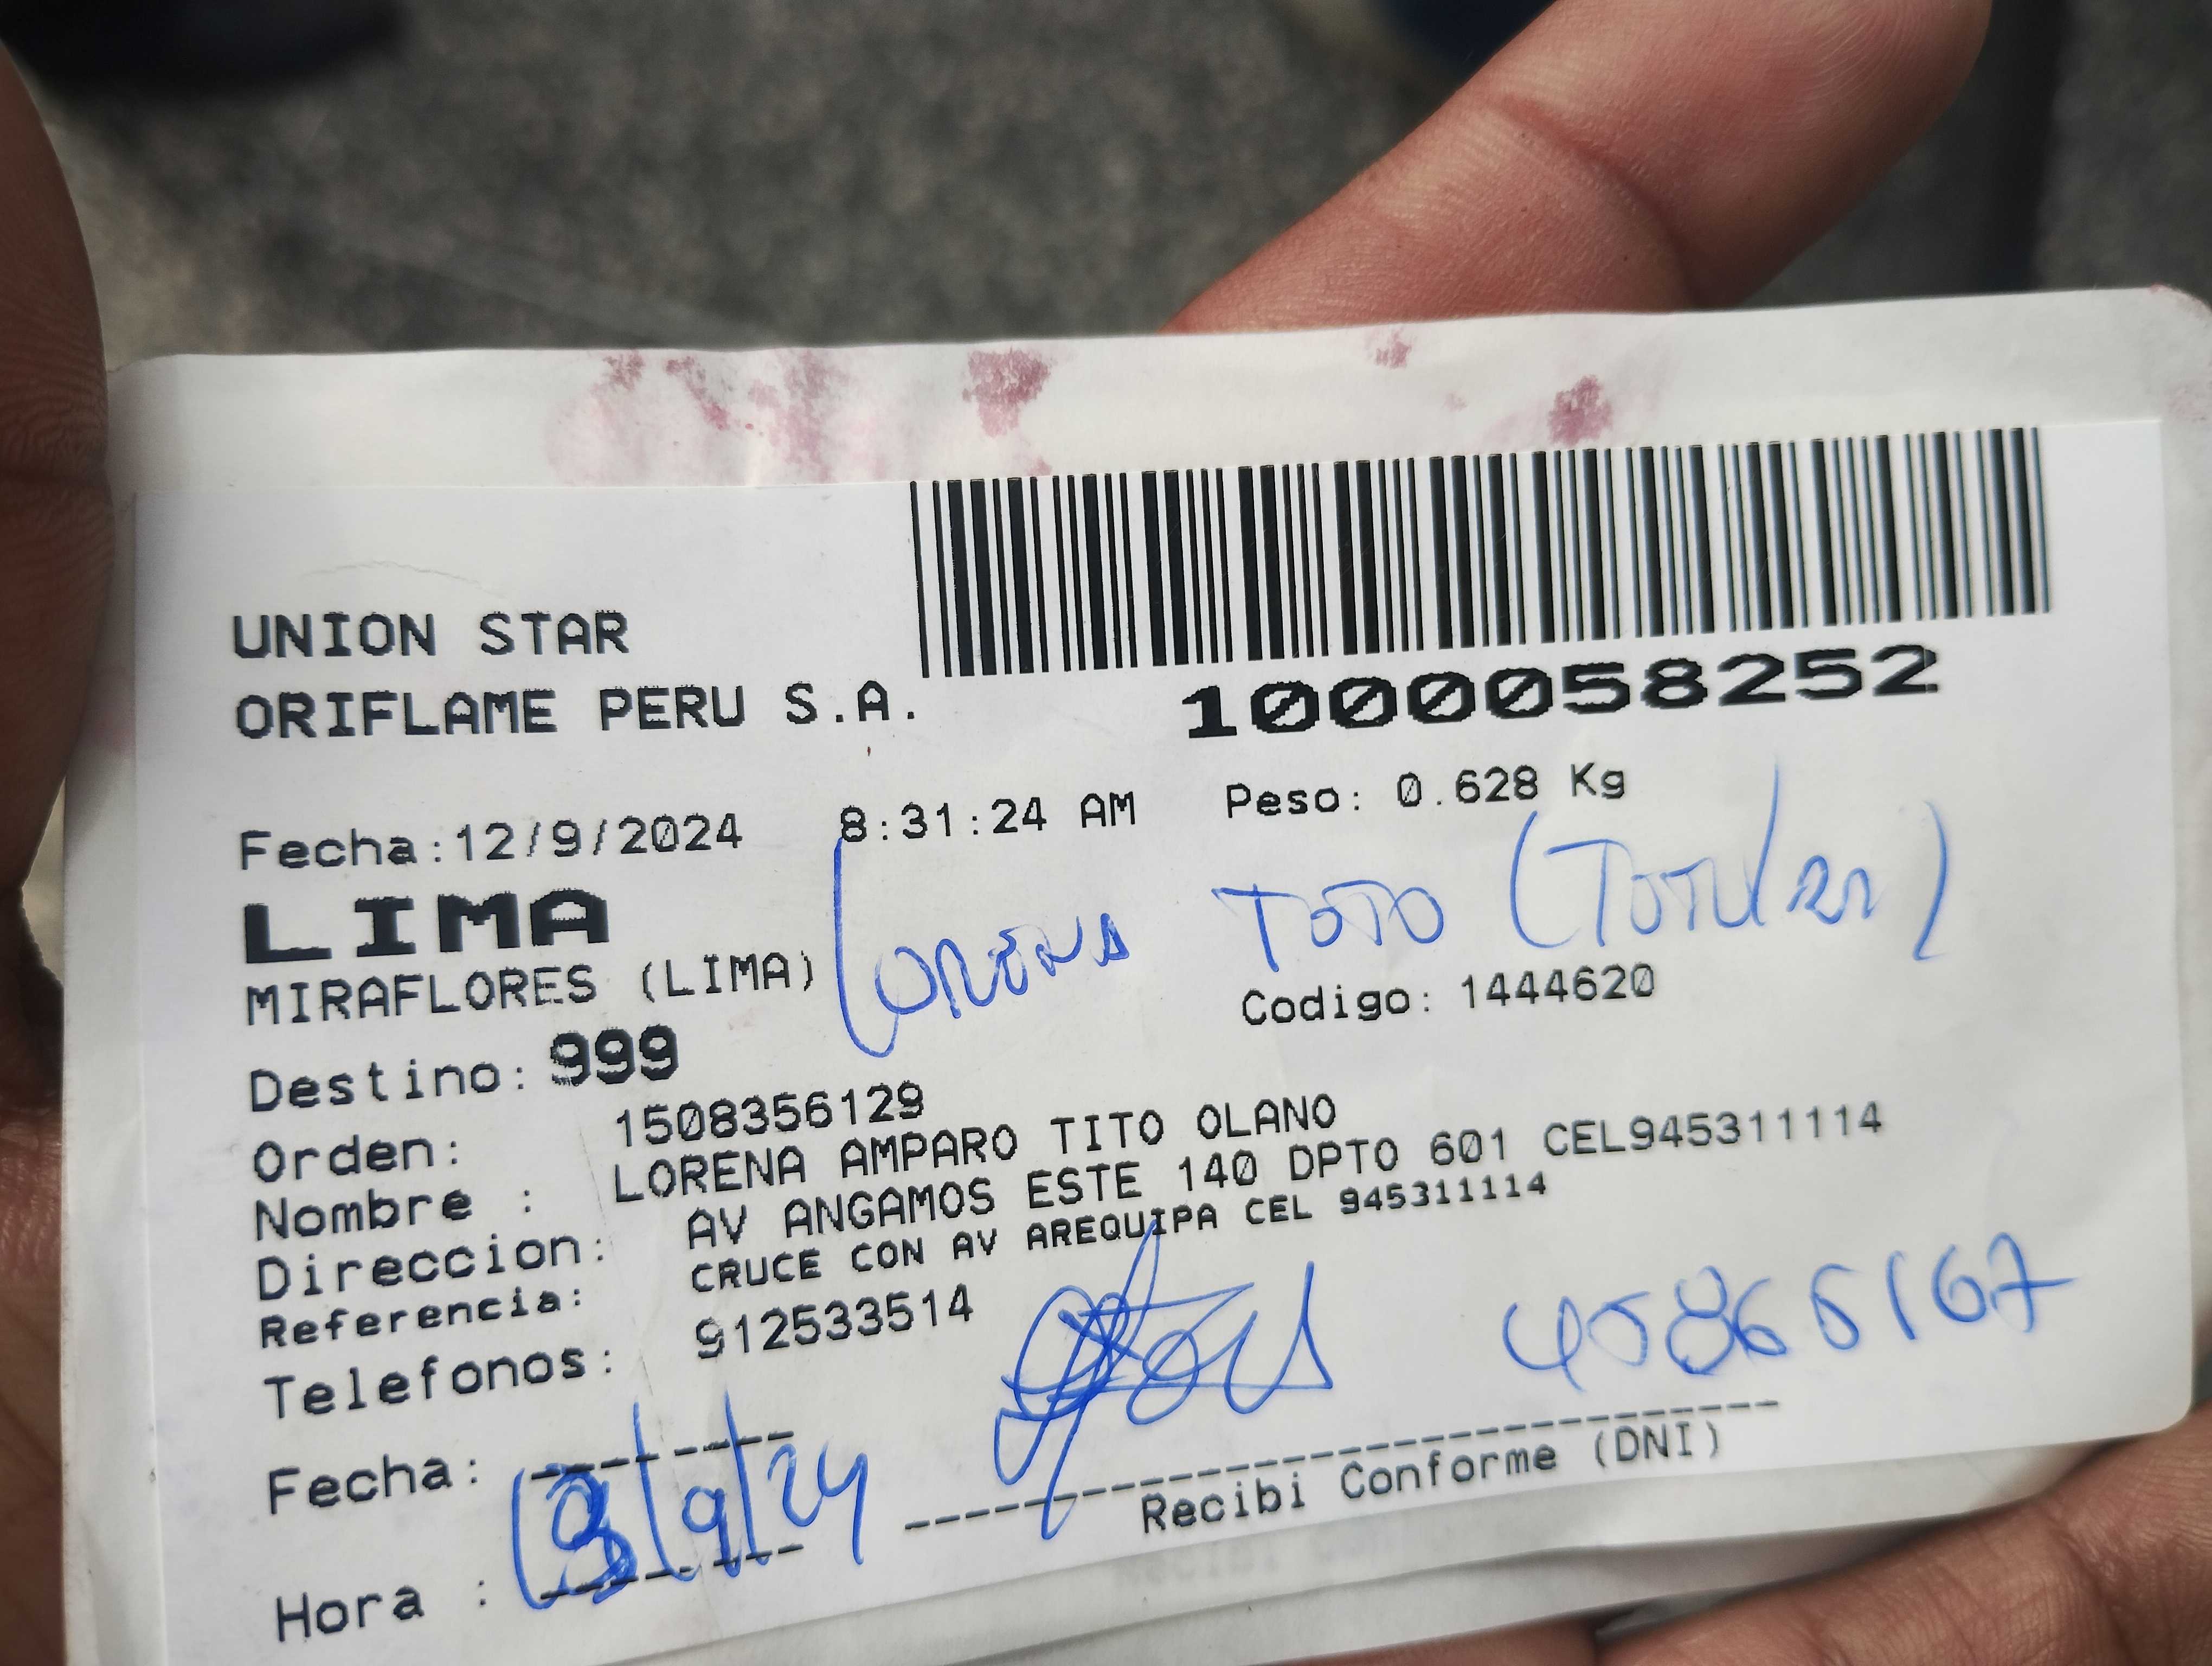 UNION STAR
ORIFLAME PERU S.A.
1000058252
Fecha:12/9/2024 8:31:24 AM Peso: 0.628 Kg
LIMA
MIRAFLORES (LIMA)
Lorena Tito (Titular)
Destino: 999 Codigo: 1444620
Orden: 1508356129
Nombre : LORENA AMPARO TITO OLANO
Direccion: AV ANGAMOS ESTE 140 DPTO 601 CEL945311114
Referencia: CRUCE CON AV AREQUIPA CEL 945311114
Telefonos: 912533514
45865167
Fecha: 13/9/24
Recibi Conforme (DNI)
Hora :